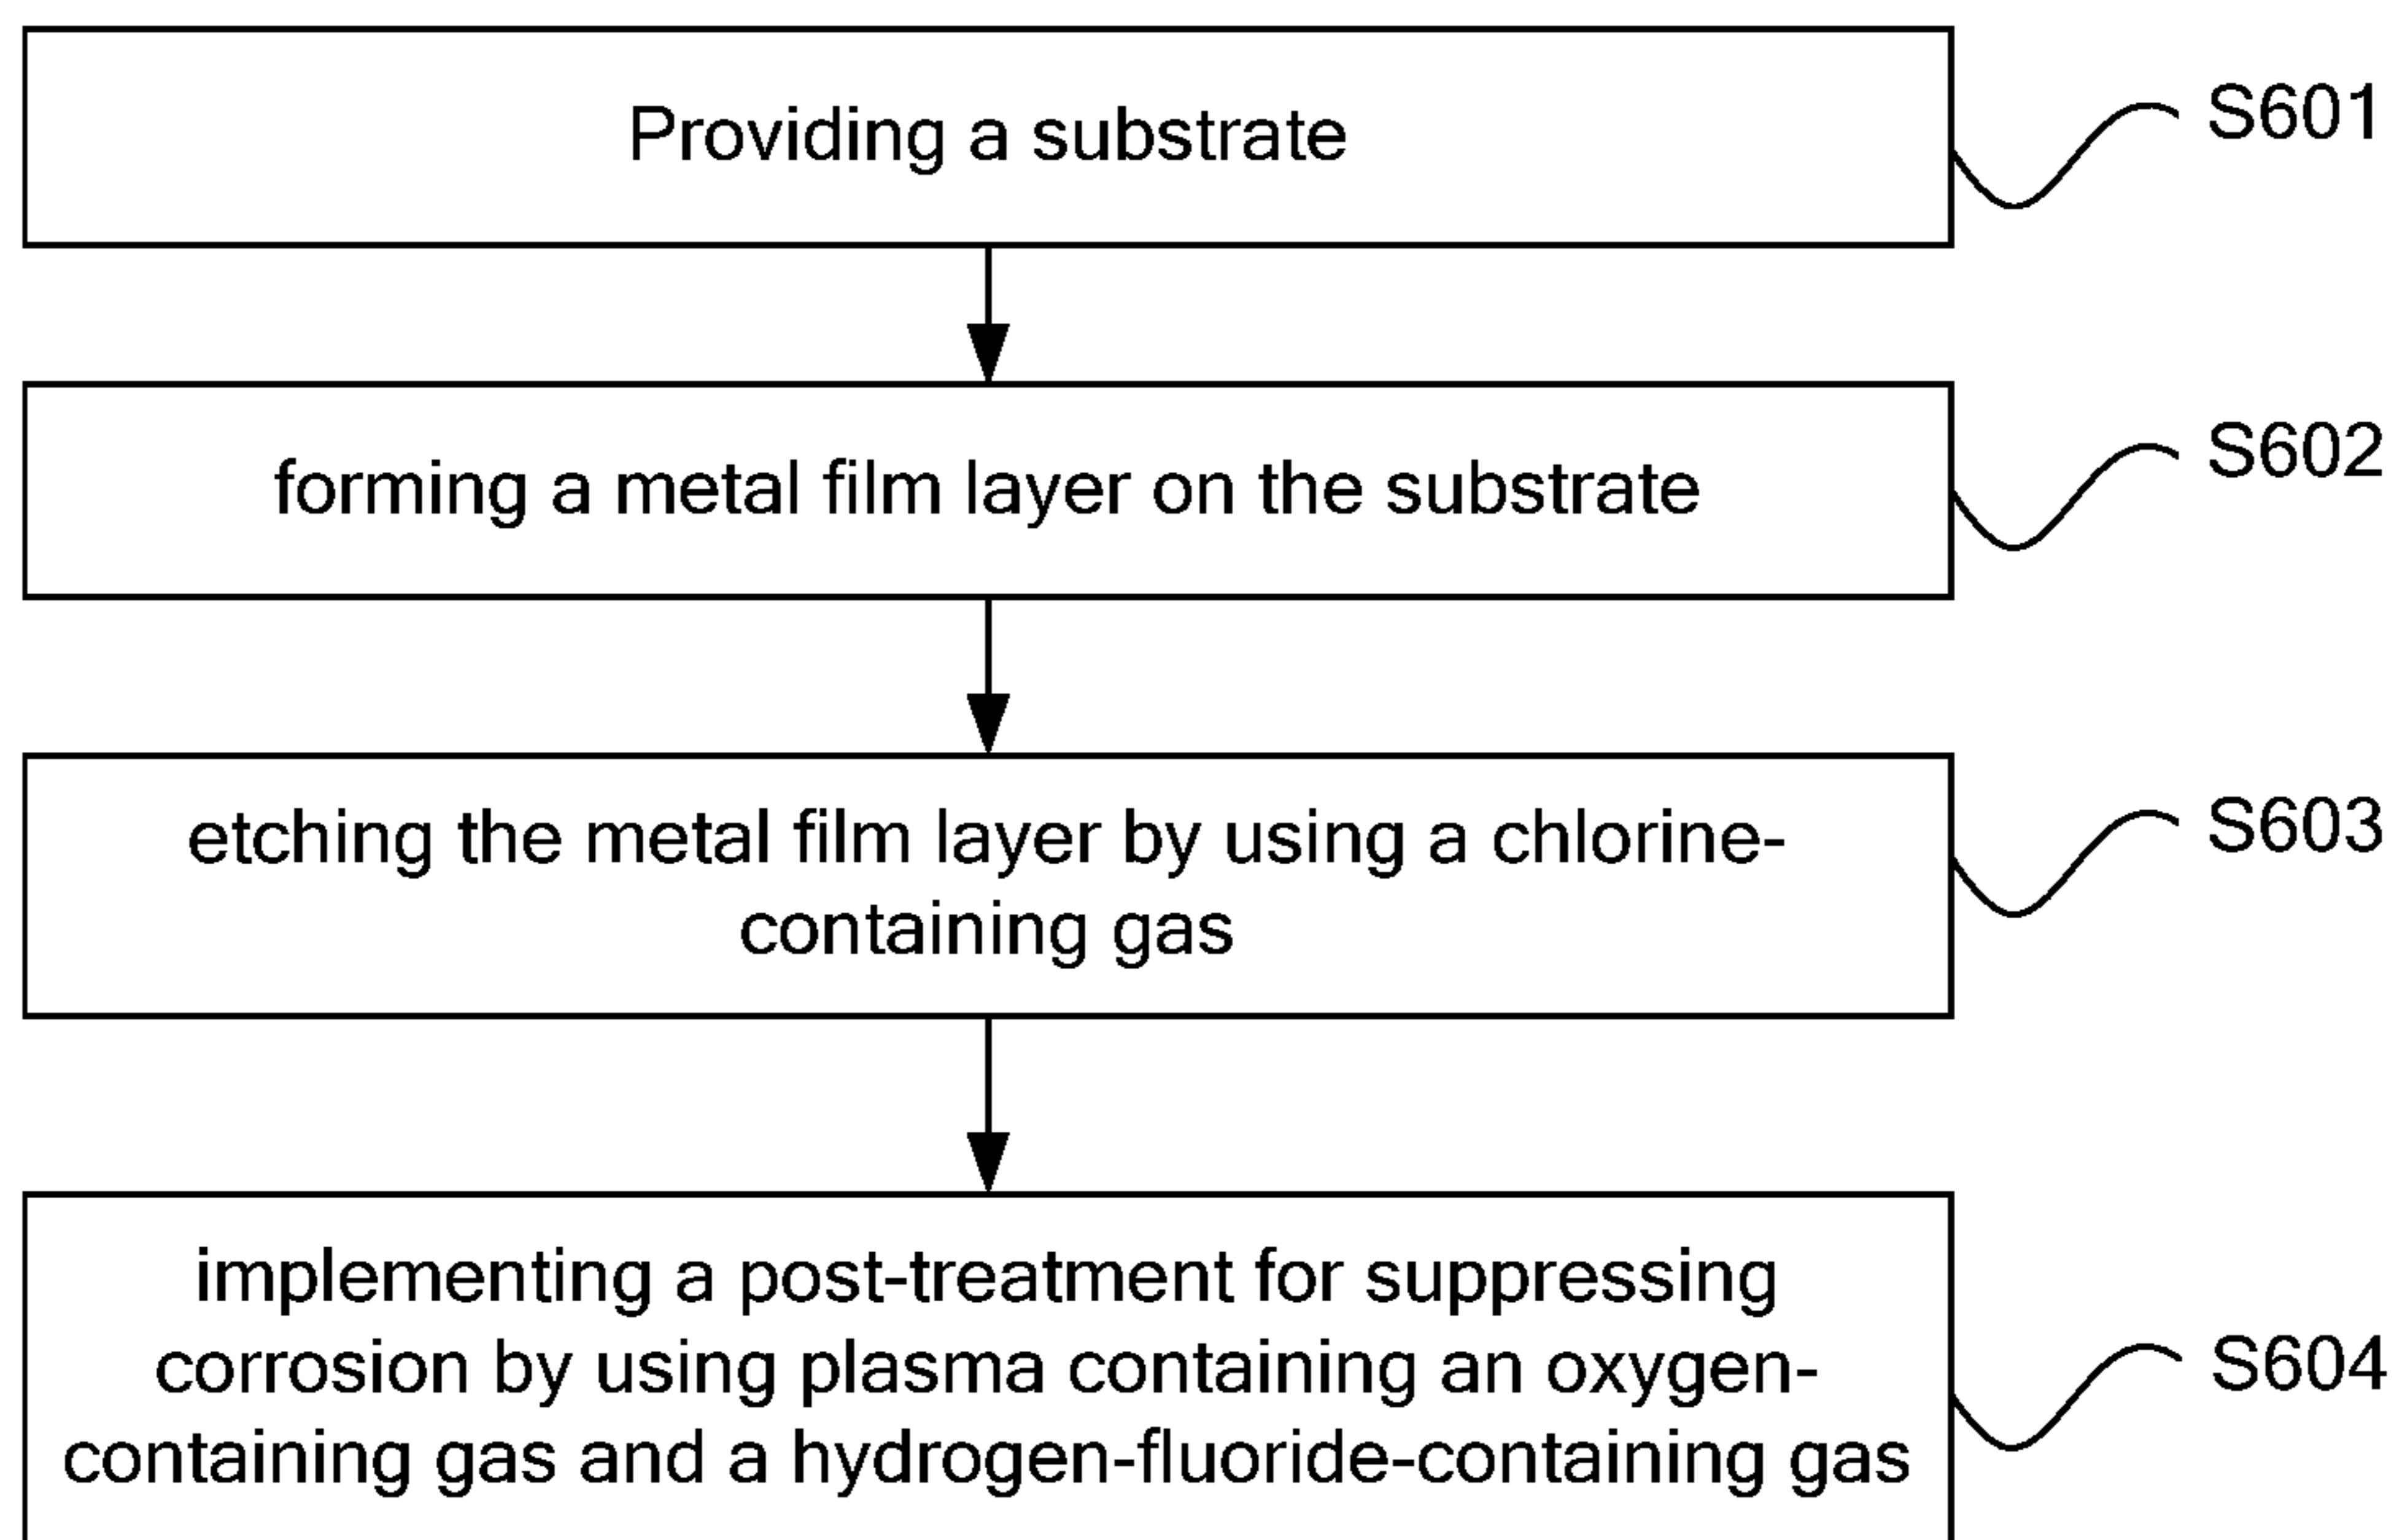 Providing a substrate
S601
forming a metal film layer on the substrate
S602
etching the metal film layer by using a chlorine-
containing gas
S603
implementing a post-treatment for suppressing
corrosion by using plasma containing an oxygen-
containing gas and a hydrogen-fluoride-containing gas
S604